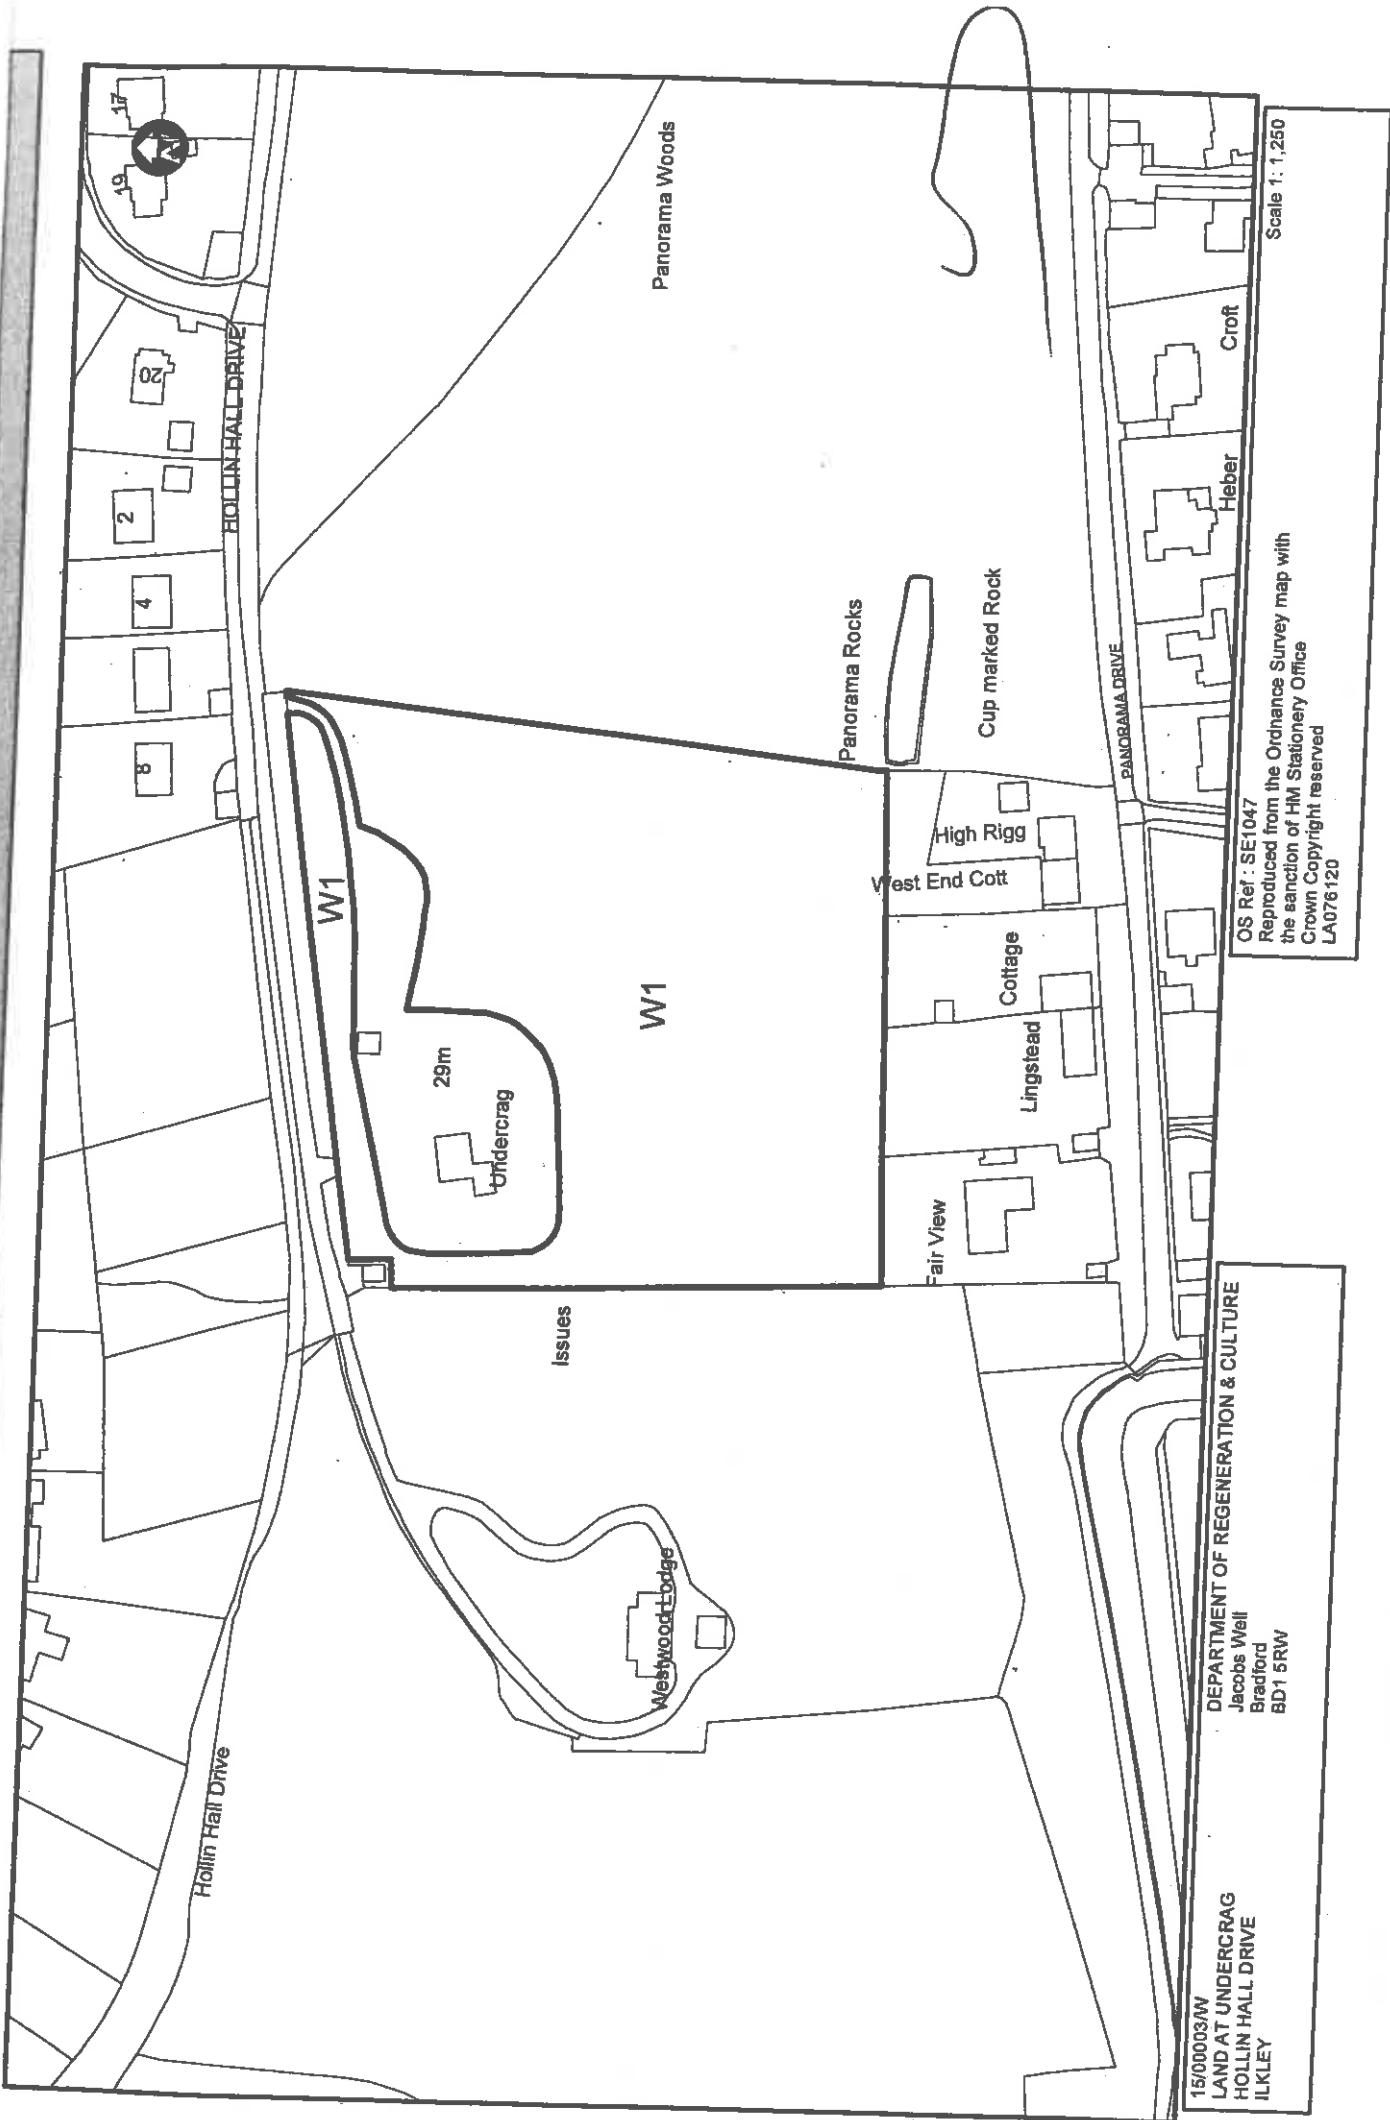 17
19
N
20
HOLLIN HALL DRIVE
2
4
8
Panorama Woods
W1
W1
29m
Undercrag
Issues
Panorama Rocks
Cup marked Rock
High Rigg
West End Cott
Cottage
Lingstead
Fair View
PANORAMA DRIVE
Heber
Croft
Hollin Hall Drive
Westwood Lodge
15/00003/W
LAND AT UNDERCRAG
HOLLIN HALL DRIVE
ILKLEY
DEPARTMENT OF REGENERATION & CULTURE
Jacobs Well
Bradford
BD1 5RW
OS Ref : SE1047
Reproduced from the Ordnance Survey map with
the sanction of HM Stationery Office
Crown Copyright reserved
LA076120
Scale 1: 1,250